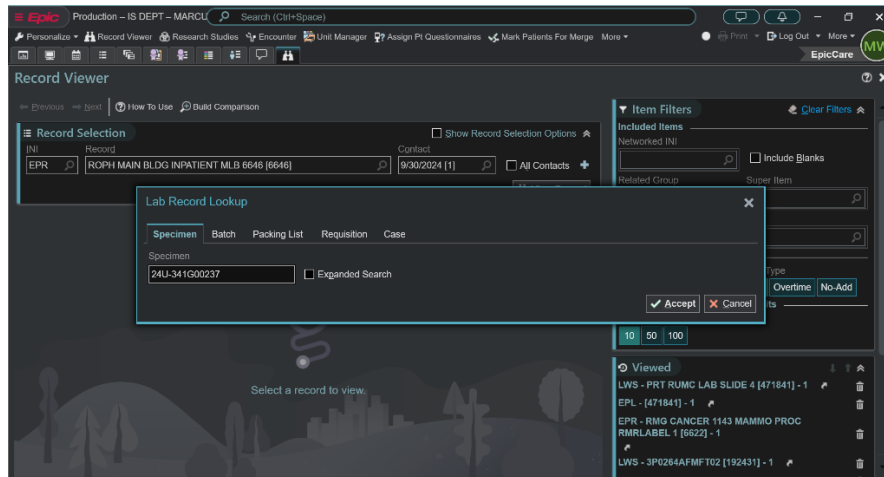 Epic Production – IS DEPT – MARCU Search (Ctrl+Space)
Personalize Record Viewer Research Studies Encounter Unit Manager Assign Pt Questionnaires Mark Patients For Merge More Print Log Out More
MW
EpicCare
Record Viewer
Previous Next How To Use Build Comparison
Record Selection Show Record Selection Options
INI Record Contact
EPR ROPH MAIN BLDG INPATIENT MLB 6646 [6646] 9/30/2024 [1] All Contacts
Lab Record Lookup
Specimen Batch Packing List Requisition Case
Specimen
24U-341G00237 Expanded Search
Accept Cancel
Select a record to view.
Item Filters Clear Filters
Included Items
Networked INI
Include Blanks
Related Group Super Item
Type
Overtime No-Add
10 50 100
Viewed
LWS - PRT RUMC LAB SLIDE 4 [471841] - 1
EPL - [471841] - 1
EPR - RMG CANCER 1143 MAMMO PROC
RMRLABEL 1 [6622] - 1
LWS - 3P0264AFMFT02 [192431] - 1